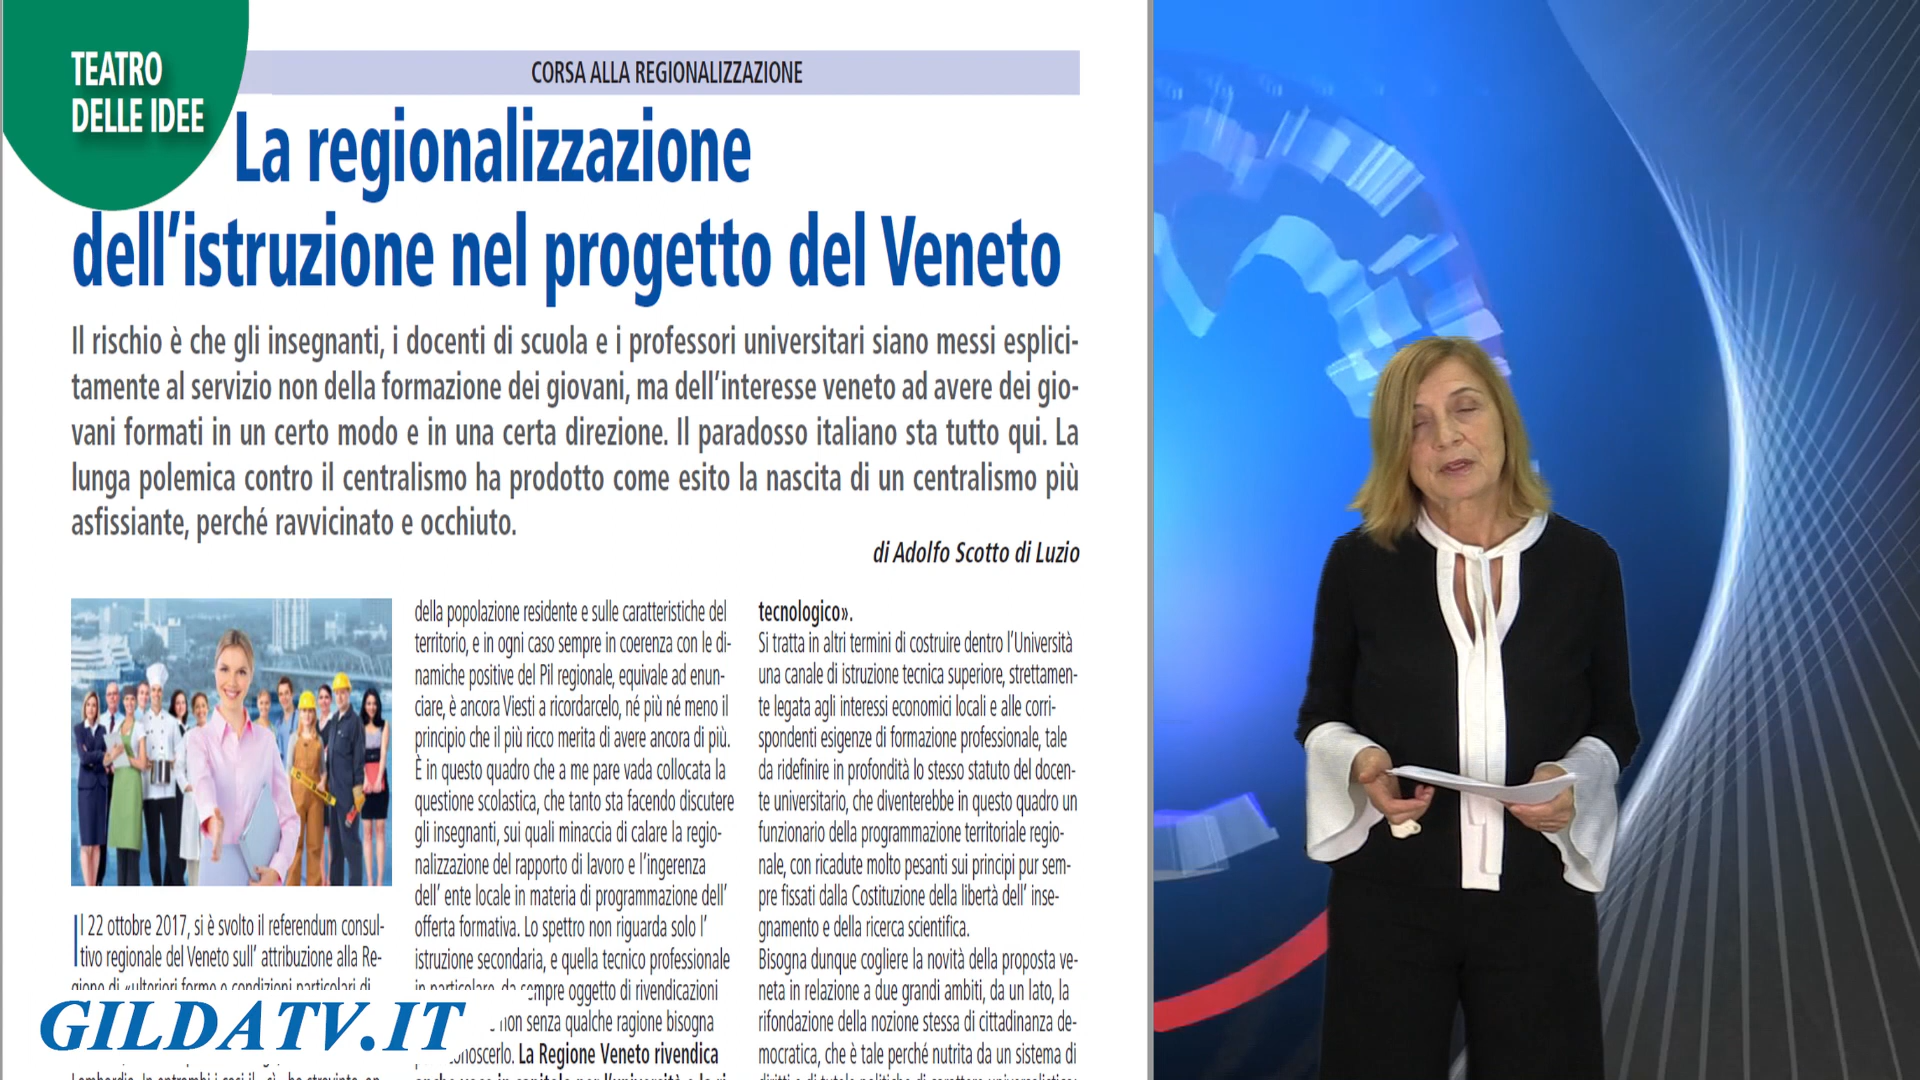 TEATRO
DELLE IDEE
CORSA ALLA REGIONALIZZAZIONE
La regionalizzazione
dell'istruzione nel progetto del Veneto
Il rischio è che gli insegnanti, i docenti di scuola e i professori universitari siano messi esplici-
tamente al servizio non della formazione dei giovani, ma dell'interesse veneto ad avere dei gio-
vani formati in un certo modo e in una certa direzione. Il paradosso italiano sta tutto qui. La
lunga polemica contro il centralismo ha prodotto come esito la nascita di un centralismo più
asfissiante, perché ravvicinato e occhiuto.
di Adolfo Scotto di Luzio
Il 22 ottobre 2017, si è svolto il referendum consul-
tivo regionale del Veneto sull' attribuzione alla Re-
gione di «ulteriori forme e condizioni particolari di
della popolazione residente e sulle caratteristiche del
territorio, e in ogni caso sempre in coerenza con le di-
namiche positive del Pil regionale, equivale ad enun-
ciare, è ancora Viesti a ricordarcelo, né più né meno il
principio che il più ricco merita di avere ancora di più.
È in questo quadro che a me pare vada collocata la
questione scolastica, che tanto sta facendo discutere
gli insegnanti, sui quali minaccia di calare la regio-
nalizzazione del rapporto di lavoro e l'ingerenza
dell' ente locale in materia di programmazione dell'
offerta formativa. Lo spettro non riguarda solo l'
istruzione secondaria, e quella tecnico professionale
in particolare, da sempre oggetto di rivendicazioni
non senza qualche ragione bisogna
onoscerlo. La Regione Veneto rivendica
tecnologico».
Si tratta in altri termini di costruire dentro l'Università
una canale di istruzione tecnica superiore, strettamen-
te legata agli interessi economici locali e alle corri-
spondenti esigenze di formazione professionale, tale
da ridefinire in profondità lo stesso statuto del docen-
te universitario, che diventerebbe in questo quadro un
funzionario della programmazione territoriale regio-
nale, con ricadute molto pesanti sui principi pur sem-
pre fissati dalla Costituzione della libertà dell' inse-
gnamento e della ricerca scientifica.
Bisogna dunque cogliere la novità della proposta ve-
neta in relazione a due grandi ambiti, da un lato, la
rifondazione della nozione stessa di cittadinanza de-
mocratica, che è tale perché nutrita da un sistema di
GILDATV.IT